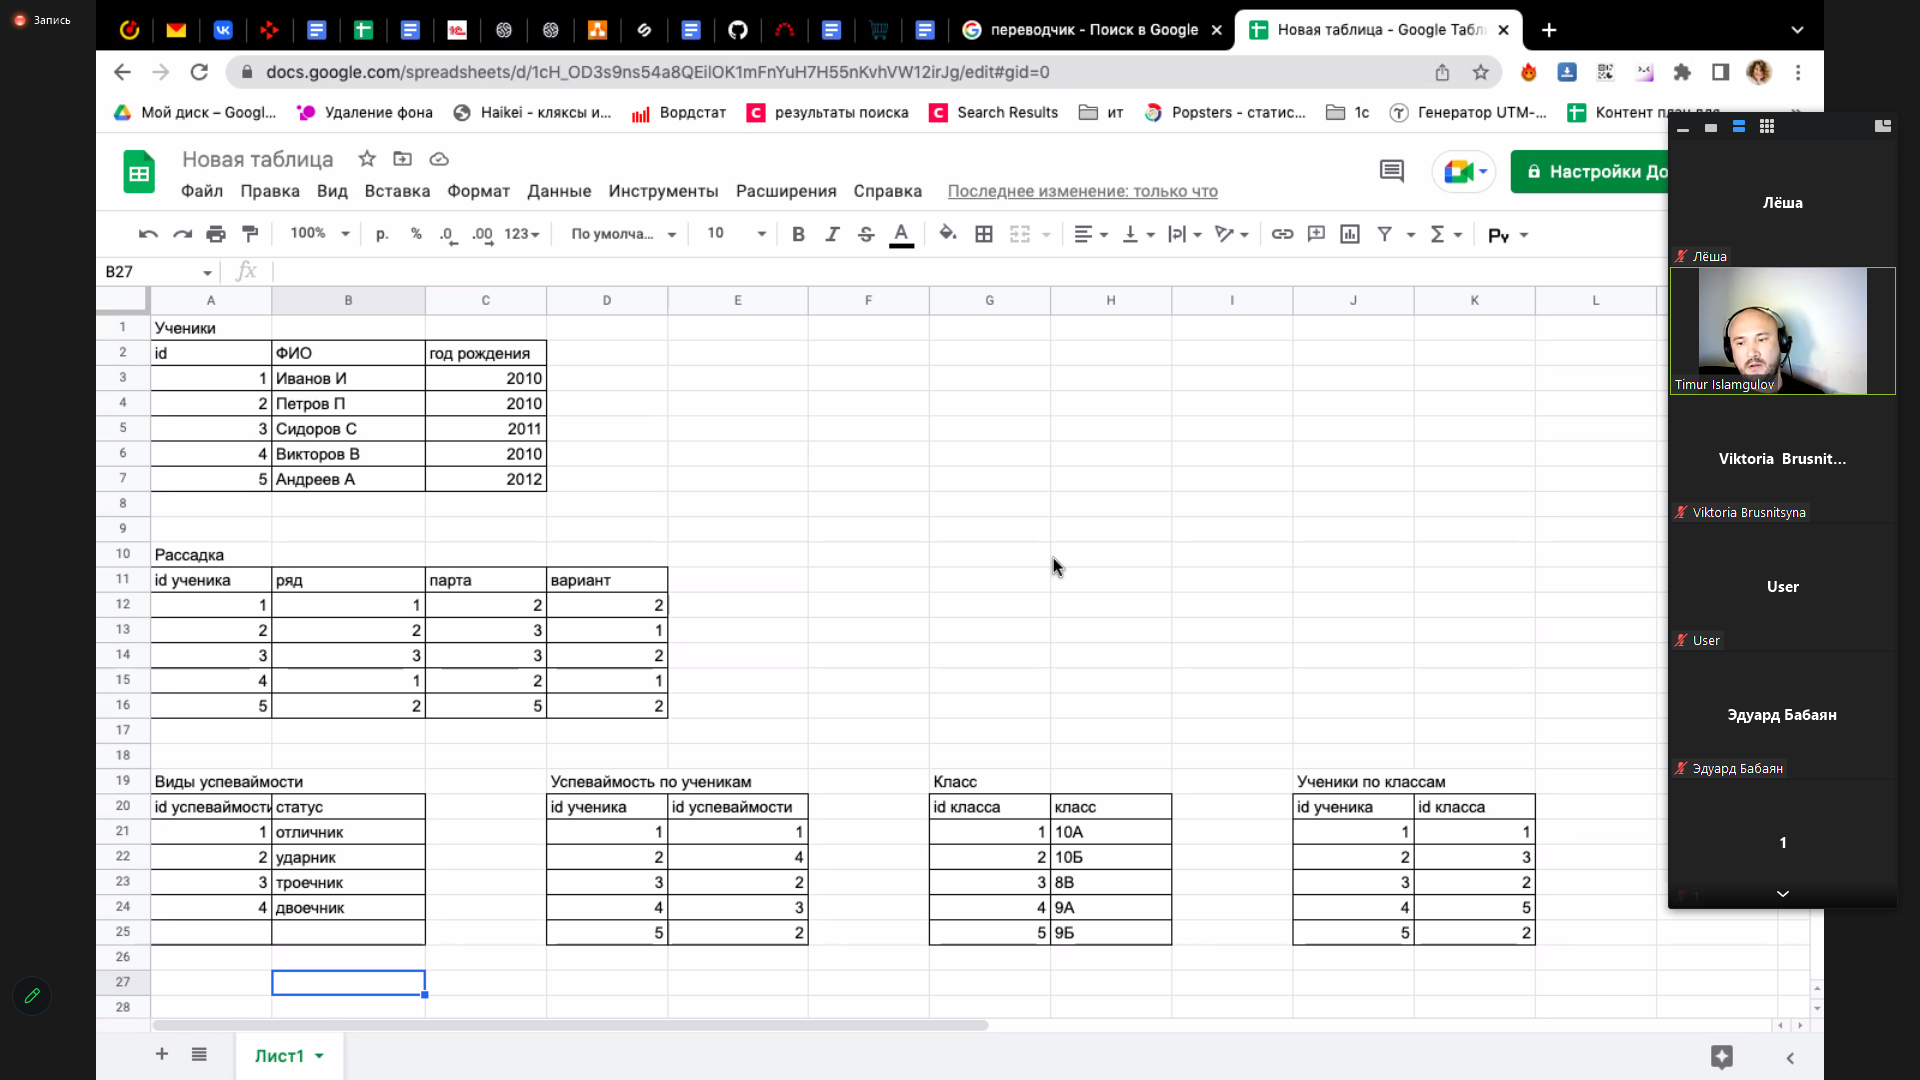 Запись
переводчик - Поиск в Google
Новая таблица - Google Табл
docs.google.com/spreadsheets/d/1cH_OD3s9ns54a8QEilOK1mFnYuH7H55nKvhVW12irJg/edit#gid=0
Мой диск – Googl... Удаление фона Haikei - кляксы и... Вордстат результаты поиска Search Results ит Popsters - статис... 1с Генератор UTM-... Контент план для
Новая таблица
Файл Правка Вид Вставка Формат Данные Инструменты Расширения Справка Последнее изменение: только что
Настройки До
100% р. % .0 .00 123 По умолча... 10
B27
A B C D E F G H I J K L
1 Ученики
2 id ФИО год рождения
3 1 Иванов И 2010
4 2 Петров П 2010
5 3 Сидоров С 2011
6 4 Викторов В 2010
7 5 Андреев А 2012
8
9
10 Рассадка
11 id ученика ряд парта вариант
12 1 1 2 2
13 2 2 3 1
14 3 3 3 2
15 4 1 2 1
16 5 2 5 2
17
18
19 Виды успеваймости Успеваймость по ученикам Класс Ученики по классам
20 id успеваймости статус id ученика id успеваймости id класса класс id ученика id класса
21 1 отличник 1 1 1 10А 1 1
22 2 ударник 2 4 2 10Б 2 3
23 3 троечник 3 2 3 8В 3 2
24 4 двоечник 4 3 4 9А 4 5
25 5 2 5 9Б 5 2
26
27
28
Лист1
Лёша
Лёша
Timur Islamgulov
Viktoria Brusnit...
Viktoria Brusnitsyna
User
User
Эдуард Бабаян
Эдуард Бабаян
1
1